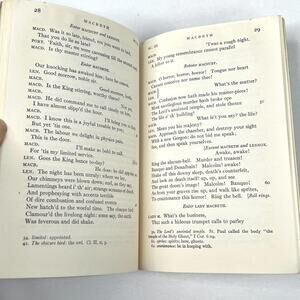 28
MACBETH
Enter MACDUFF and LENNOX.
MACD. Was it so late, friend, ere you went to bed,
That you do lie so late?
PORT. Faith, sir, we were carousing till the
MACD. Is thy master stirring?
Enter MACBETH.
Our knocking has awaked him; here he comes.
LEN. Good morrow, noble sir.
MACB. Good morrow, both.
MACD. Is the King stirring, worthy thane?
MACB. Not yet.
MACD. He did command me to call timely on him,
I have almost slipp'd the hour.
MACB. I'll bring you to him.
MACD. I know this is a joyful trouble to you,
But yet 'tis one.
MACB. The labour we delight in physics pain.
This is the door.
MACD. I'll make so bold to call,
For 'tis my limited service.
LEN. Goes the King hence to-day?
MACB. He does; he did appoint so.
LEN. The night has been unruly: where we lay,
Our chimneys were blown down, and, as they say,
Lamentings heard i' th' air, strange screams of death,
And prophesying with accents terrible
Of dire combustion and confused events
New hatch'd to the woful time. The obscure bird
Clamour'd the livelong night: some say, the earth
Was feverous and did shake.
34. limited: appointed.
41. The obscure bird: the owl.
29
MACB. 'Twas a rough night.
LEN. My young remembrance cannot parallel
A fellow to it.
MACD. O horror, horror, horror! Tongue nor heart
Cannot conceive nor name thee!
What's the matter?
MACD. Confusion now hath made his masterpiece!
Most sacrilegious murther hath broke ope
The Lord's anointed temple, and stole thence
The life o' th' building!
MACB. What is't you say? the life?
LEN. Mean you his Majesty?
MACD. Approach the chamber, and destroy your sight
With a new Gorgon: do not bid me speak;
See, and then speak yourselves.
[Exeunt MACBETH and LENNOX.
Awake, awake!
Ring the alarum-bell. Murder and treason!
Banquo and Donalbain! Malcolm! awake!
Shake off this downy sleep, death's counterfeit,
And look on death itself! up, up, and see
The great doom's image! Malcolm! Banquo!
As from your graves rise up, and walk like sprites,
To countenance this horror! Ring the bell. [Bell rings.
Enter LADY MACBETH.
LADY M. What's the business,
That such a hideous trumpet calls to parley